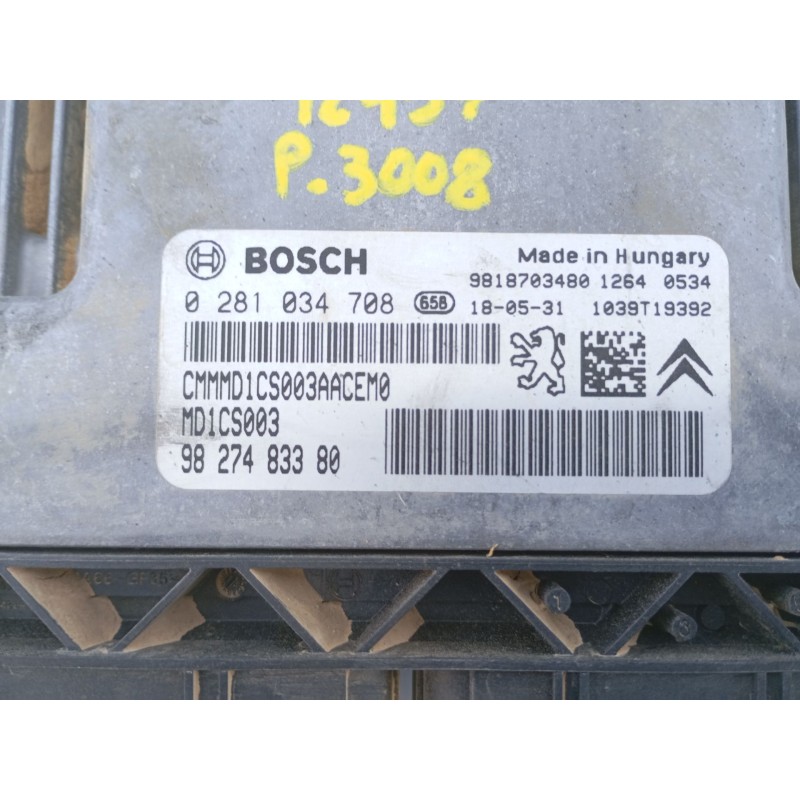 P.3008
BOSCH
Made in Hungary
9818703480 1264 0534
0 281 034 708 656 18-05-31 1039T19392
CMMMD1CS003AACEM0
MD1CS003
98 274 833 80